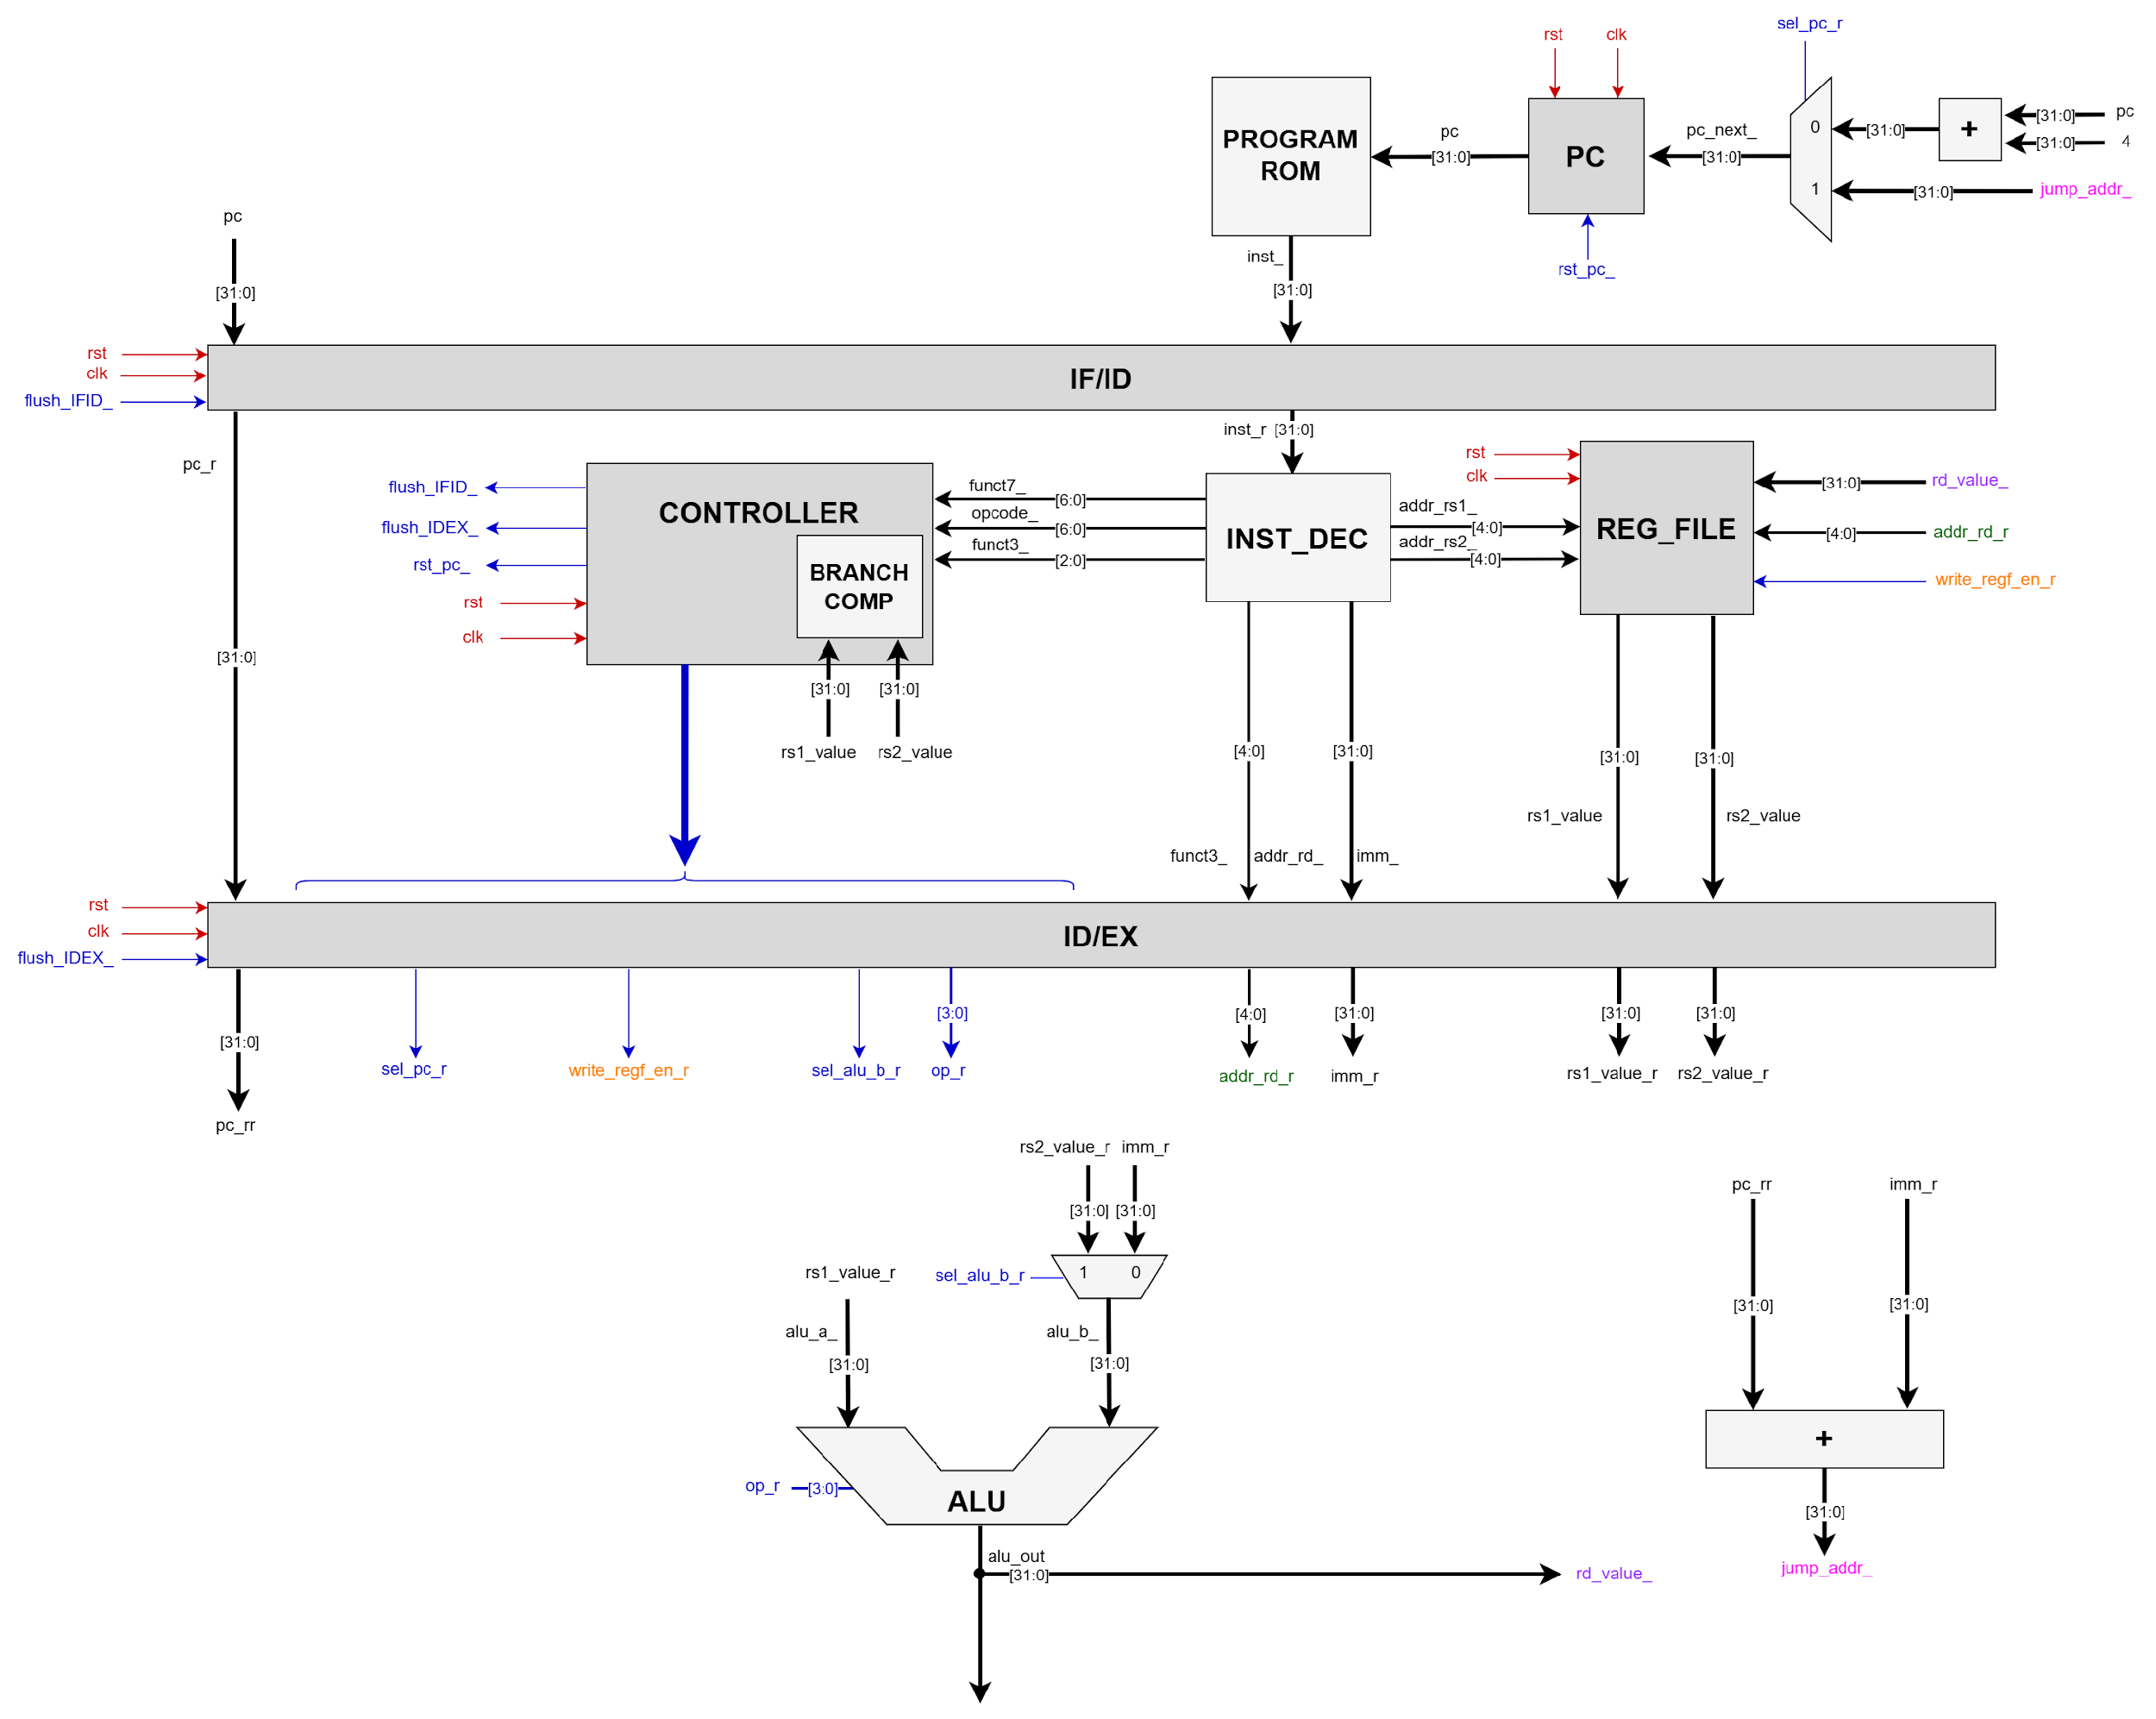 sel_pc_r
rst
clk
PROGRAM
ROM
pc
[31:0]
PC
pc_next_
[31:0]
0
1
[31:0]
+
[31:0]
pc
[31:0]
4
[31:0]
jump_addr_
rst_pc_
inst_
[31:0]
pc
[31:0]
rst
clk
flush_IFID_
IF/ID
inst_r
[31:0]
pc_r
[31:0]
flush_IFID_
flush_IDEX_
rst_pc_
rst
clk
CONTROLLER
BRANCH
COMP
[31:0]
[31:0]
rs1_value
rs2_value
funct7_
[6:0]
opcode_
[6:0]
funct3_
[2:0]
INST_DEC
addr_rs1_
[4:0]
addr_rs2_
[4:0]
rst
clk
REG_FILE
[31:0]
rd_value_
[4:0]
addr_rd_r
write_regf_en_r
[4:0]
[31:0]
[31:0]
[31:0]
rs1_value
rs2_value
funct3_
addr_rd_
imm_
rst
clk
flush_IDEX_
ID/EX
[31:0]
pc_rr
sel_pc_r
write_regf_en_r
sel_alu_b_r
[3:0]
op_r
[4:0]
addr_rd_r
[31:0]
imm_r
[31:0]
rs1_value_r
[31:0]
rs2_value_r
rs2_value_r
imm_r
[31:0]
[31:0]
sel_alu_b_r
1
0
rs1_value_r
alu_a_
[31:0]
alu_b_
[31:0]
op_r
[3:0]
ALU
alu_out
[31:0]
rd_value_
pc_rr
imm_r
[31:0]
[31:0]
+
[31:0]
jump_addr_